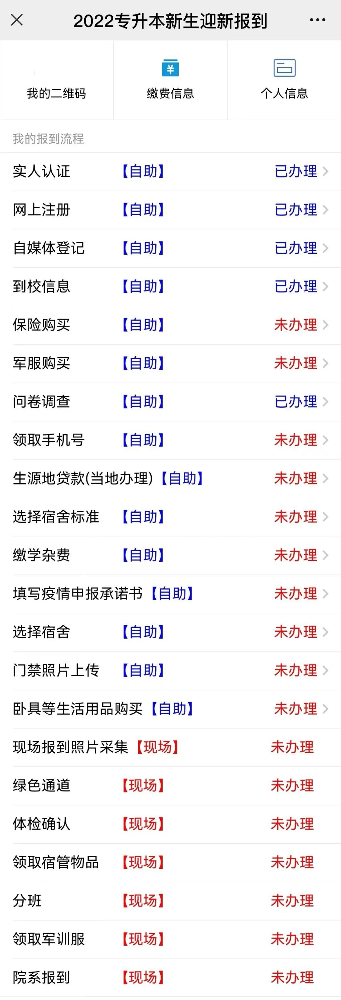 2022专升本新生迎新报到
我的二维码 缴费信息 个人信息
我的报到流程
实人认证 【自助】 已办理
网上注册 【自助】 已办理
自媒体登记 【自助】 已办理
到校信息 【自助】 已办理
保险购买 【自助】 未办理
军服购买 【自助】 未办理
问卷调查 【自助】 已办理
领取手机号 【自助】 未办理
生源地贷款(当地办理)【自助】 未办理
选择宿舍标准 【自助】 未办理
缴学杂费 【自助】 未办理
填写疫情申报承诺书【自助】 未办理
选择宿舍 【自助】 未办理
门禁照片上传 【自助】 未办理
卧具等生活用品购买【自助】 未办理
现场报到照片采集【现场】 未办理
绿色通道 【现场】 未办理
体检确认 【现场】 未办理
领取宿管物品 【现场】 未办理
分班 【现场】 未办理
领取军训服 【现场】 未办理
院系报到 【现场】 未办理